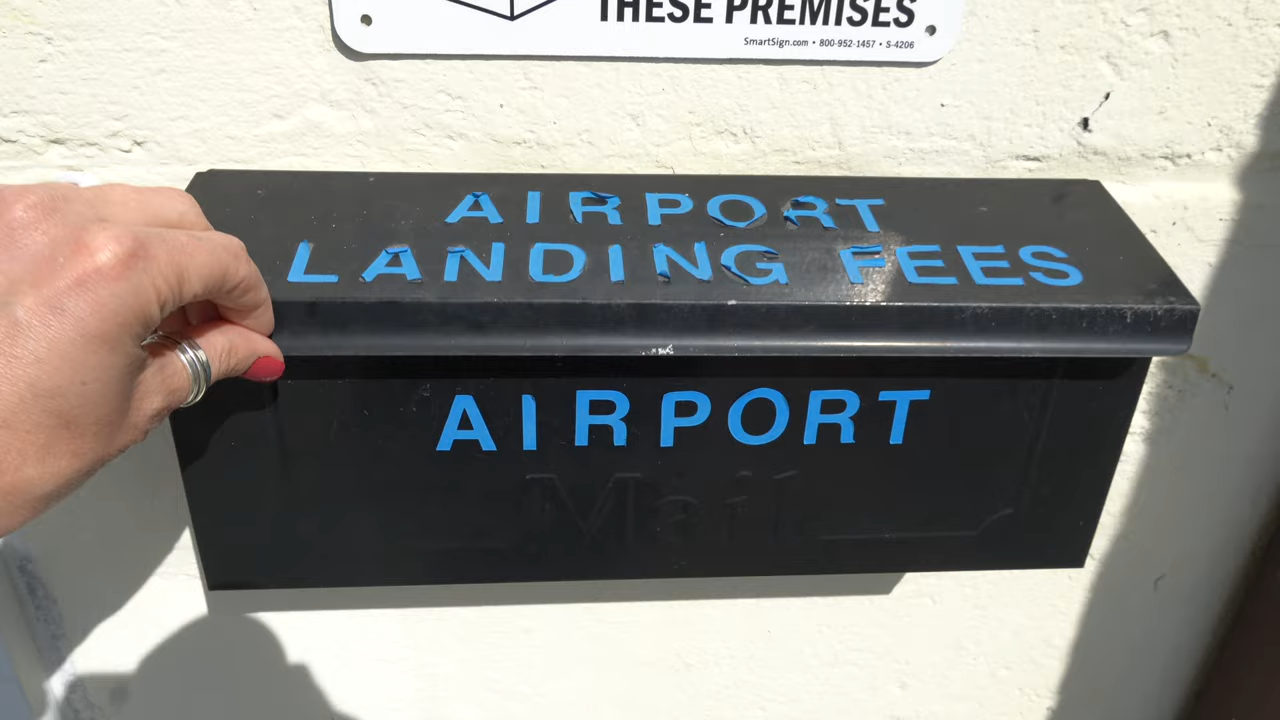 THESE PREMISES
SmartSign.com • 800-952-1457 • S-4206
AIRPORT
LANDING FEES
AIRPORT
Mail